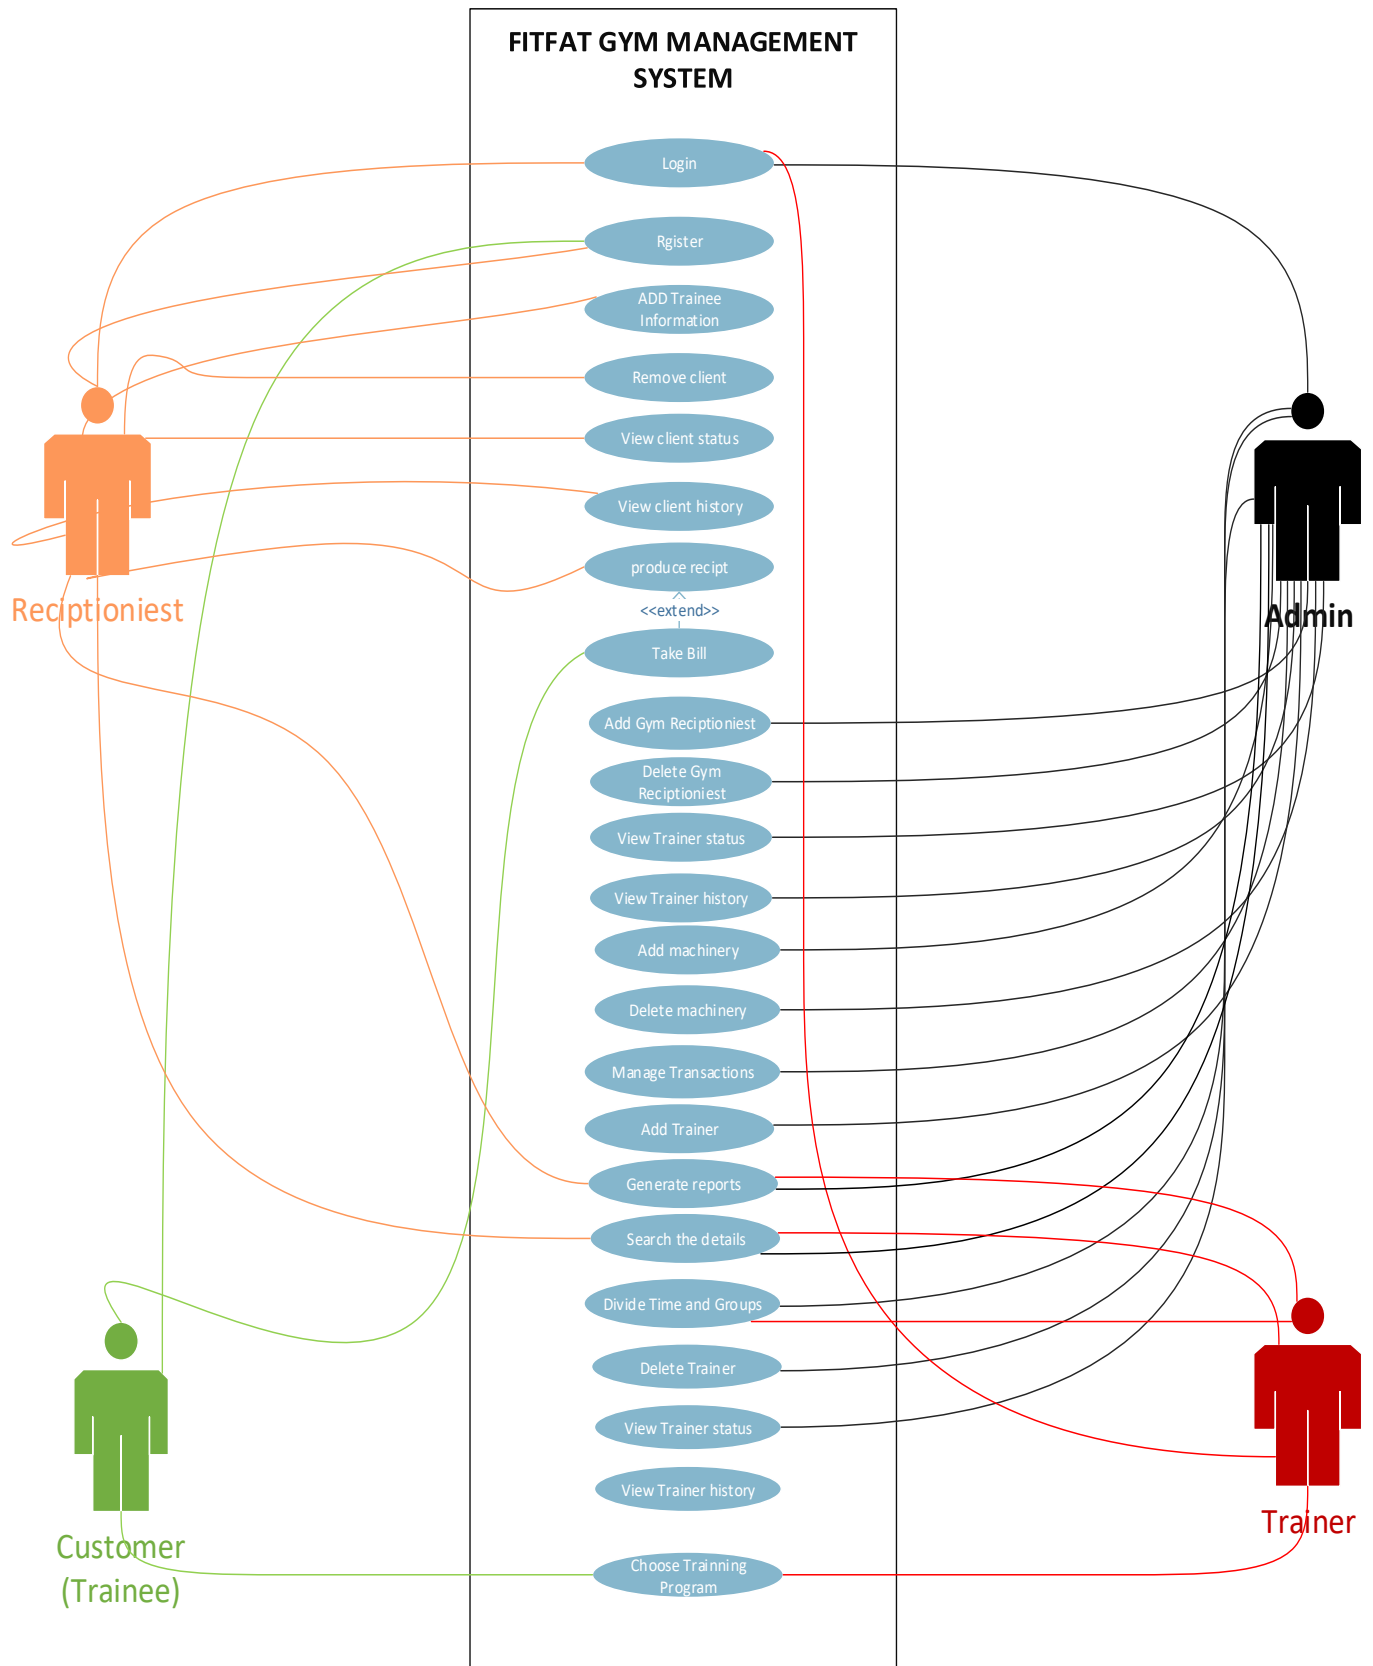 FITFAT GYM MANAGEMENT
SYSTEM
Login
Rgister
ADD Trainee
Information
Remove client
View client status
View client history
produce recipt
<<extend>>
Take Bill
Add Gym Reciptioniest
Delete Gym
Reciptioniest
View Trainer status
View Trainer history
Add machinery
Delete machinery
Manage Transactions
Add Trainer
Generate reports
Search the details
Divide Time and Groups
Delete Trainer
View Trainer status
View Trainer history
Choose Trainning
Program
Reciptioniest
Admin
Customer
(Trainee)
Trainer